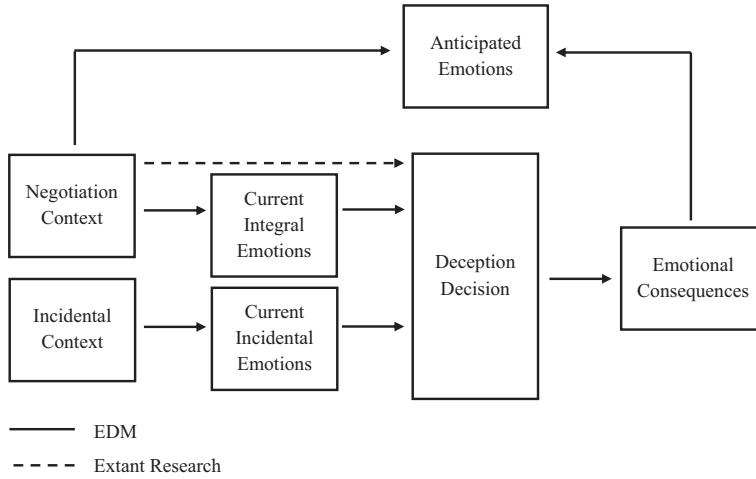 Anticipated
Emotions
Negotiation
Context
Current
Integral
Emotions
Deception
Decision
Emotional
Consequences
Incidental
Context
Current
Incidental
Emotions
EDM
Extant Research